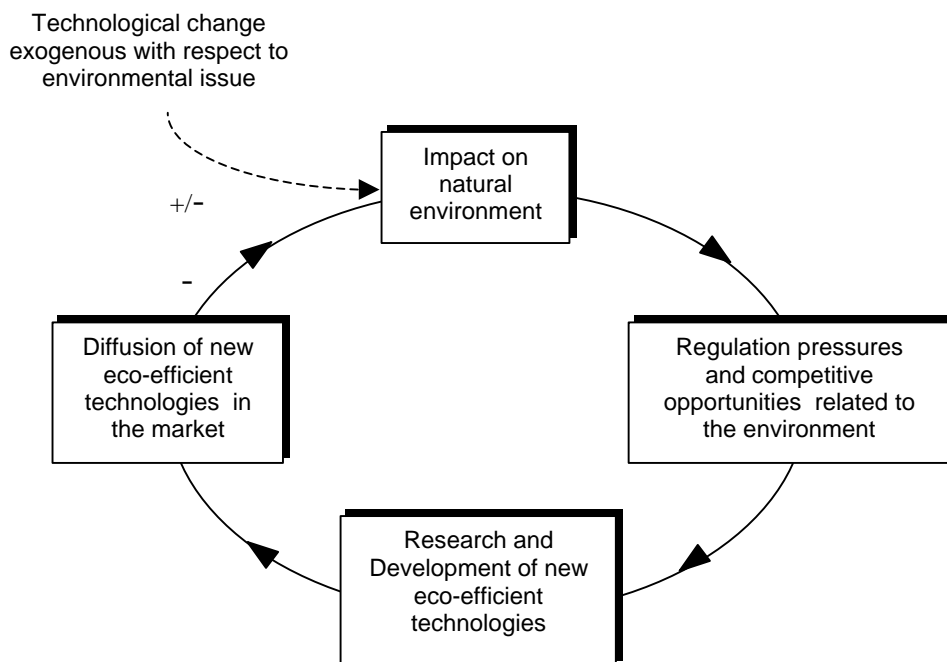 Technological change
exogenous with respect to
environmental issue
Impact on
natural
environment
+/-
-
Diffusion of new
eco-efficient
technologies in
the market
Regulation pressures
and competitive
opportunities related to
the environment
Research and
Development of new
eco-efficient
technologies